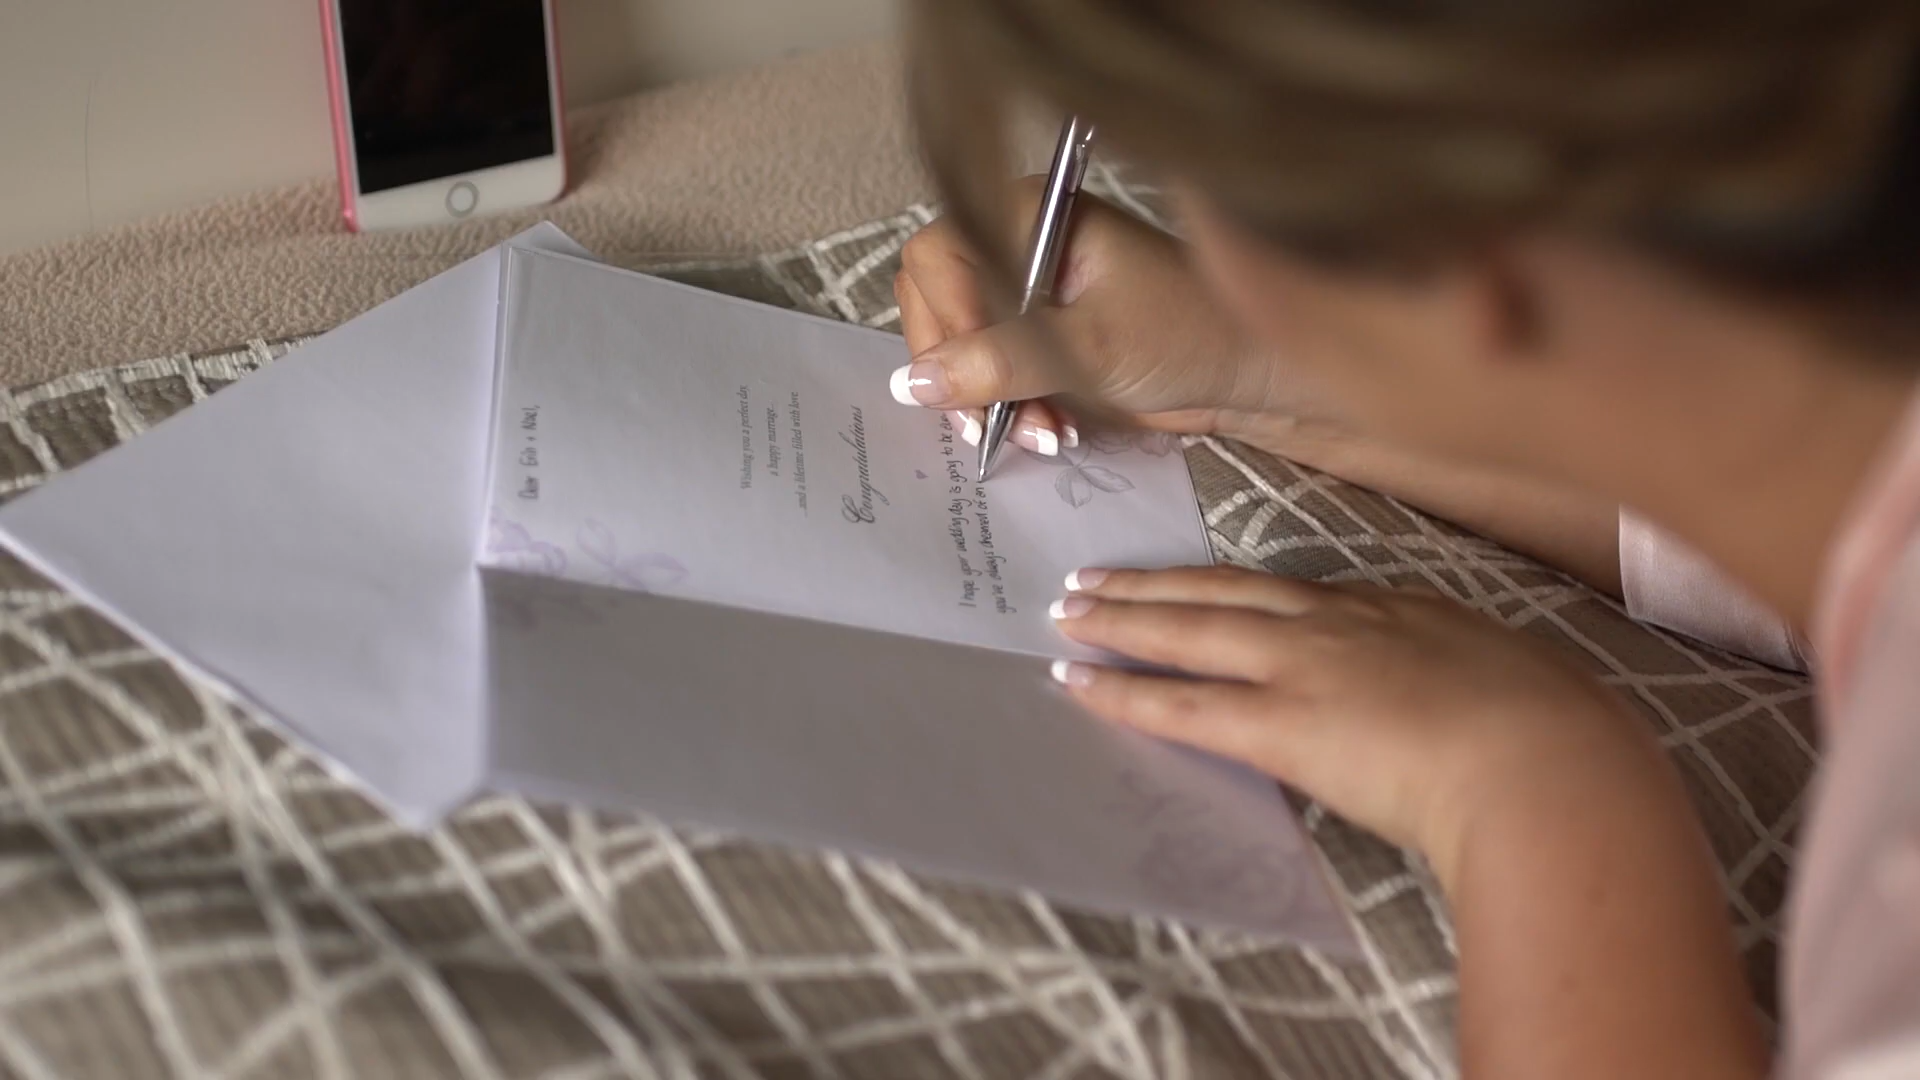 Dear Erin + Noel,
Wishing you a perfect day,
a happy marriage...
...and a lifetime filled with love
Congratulations
I hope your wedding day is going to be
you've always dreamed of